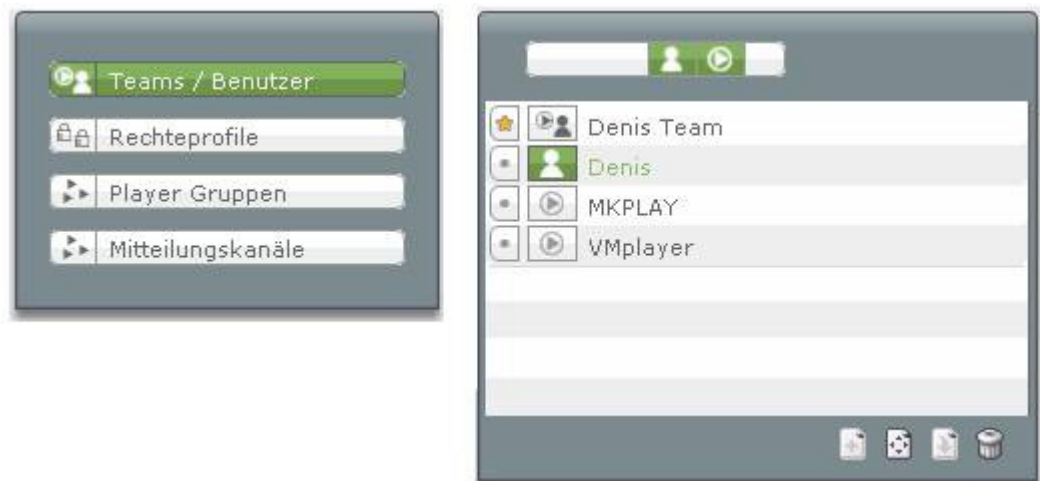 Teams / Benutzer
Rechteprofile
Player Gruppen
Mitteilungskanäle
Denis Team
Denis
MKPLAY
VMplayer